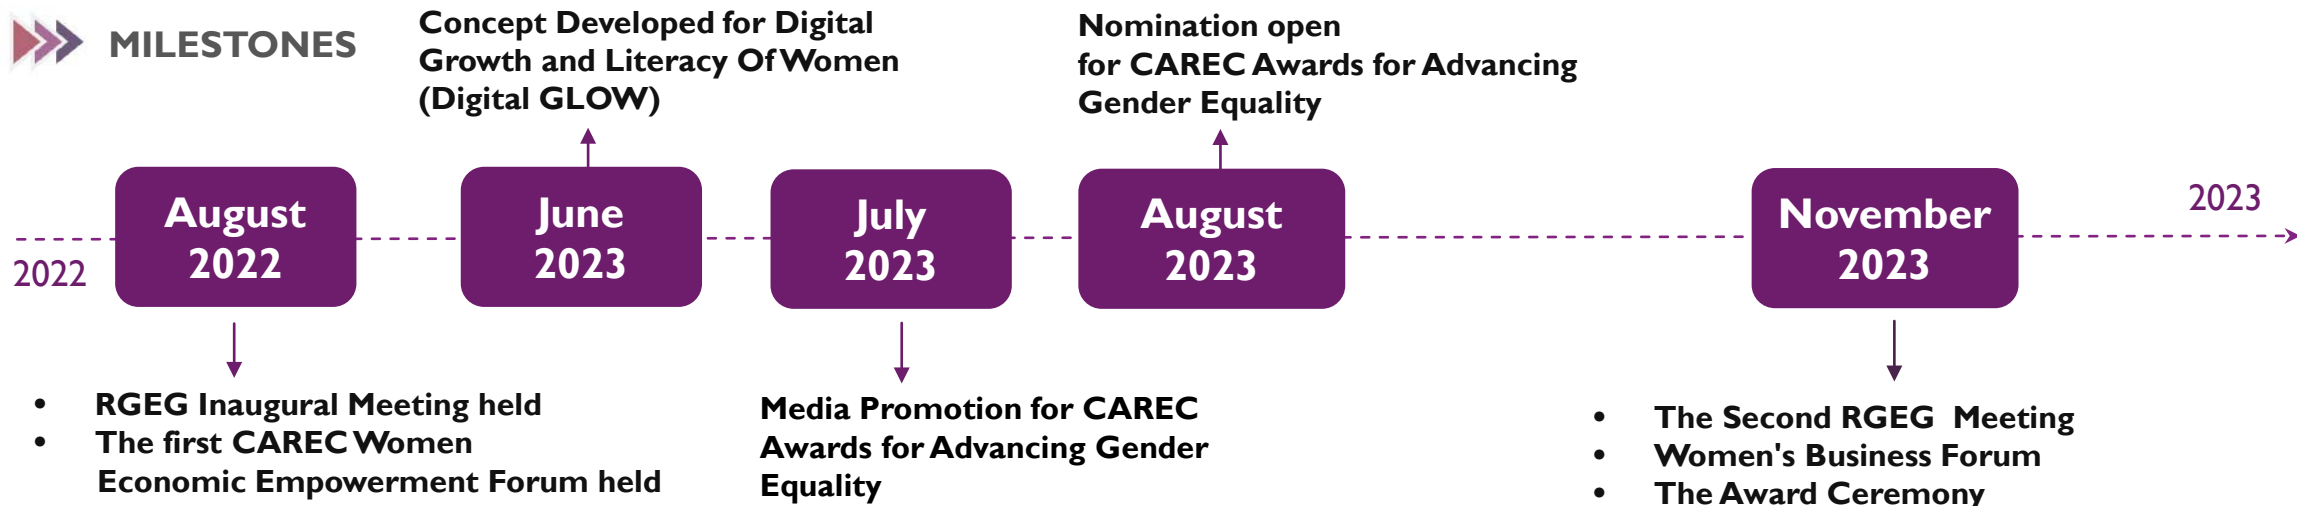 MILESTONES
Concept Developed for Digital
Growth and Literacy Of Women
(Digital GLOW)
Nomination open
for CAREC Awards for Advancing
Gender Equality
2022
August
2022
June
2023
July
2023
August
2023
November
2023
2023
• RGEG Inaugural Meeting held
• The first CAREC Women
Economic Empowerment Forum held
Media Promotion for CAREC
Awards for Advancing Gender
Equality
• The Second RGEG Meeting
• Women's Business Forum
• The Award Ceremony